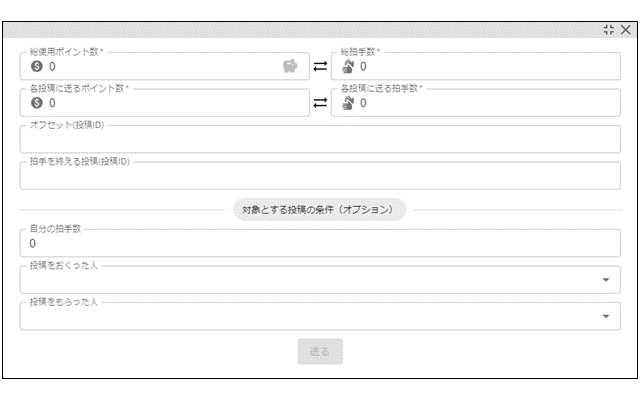 総使用ポイント数* 総拍手数*
0 0
各投稿に送るポイント数* 各投稿に送る拍手数*
0 0
オフセット(投稿ID)
拍手を終える投稿(投稿ID)
対象とする投稿の条件（オプション）
自分の拍手数
0
投稿をおくった人
投稿をもらった人
送る